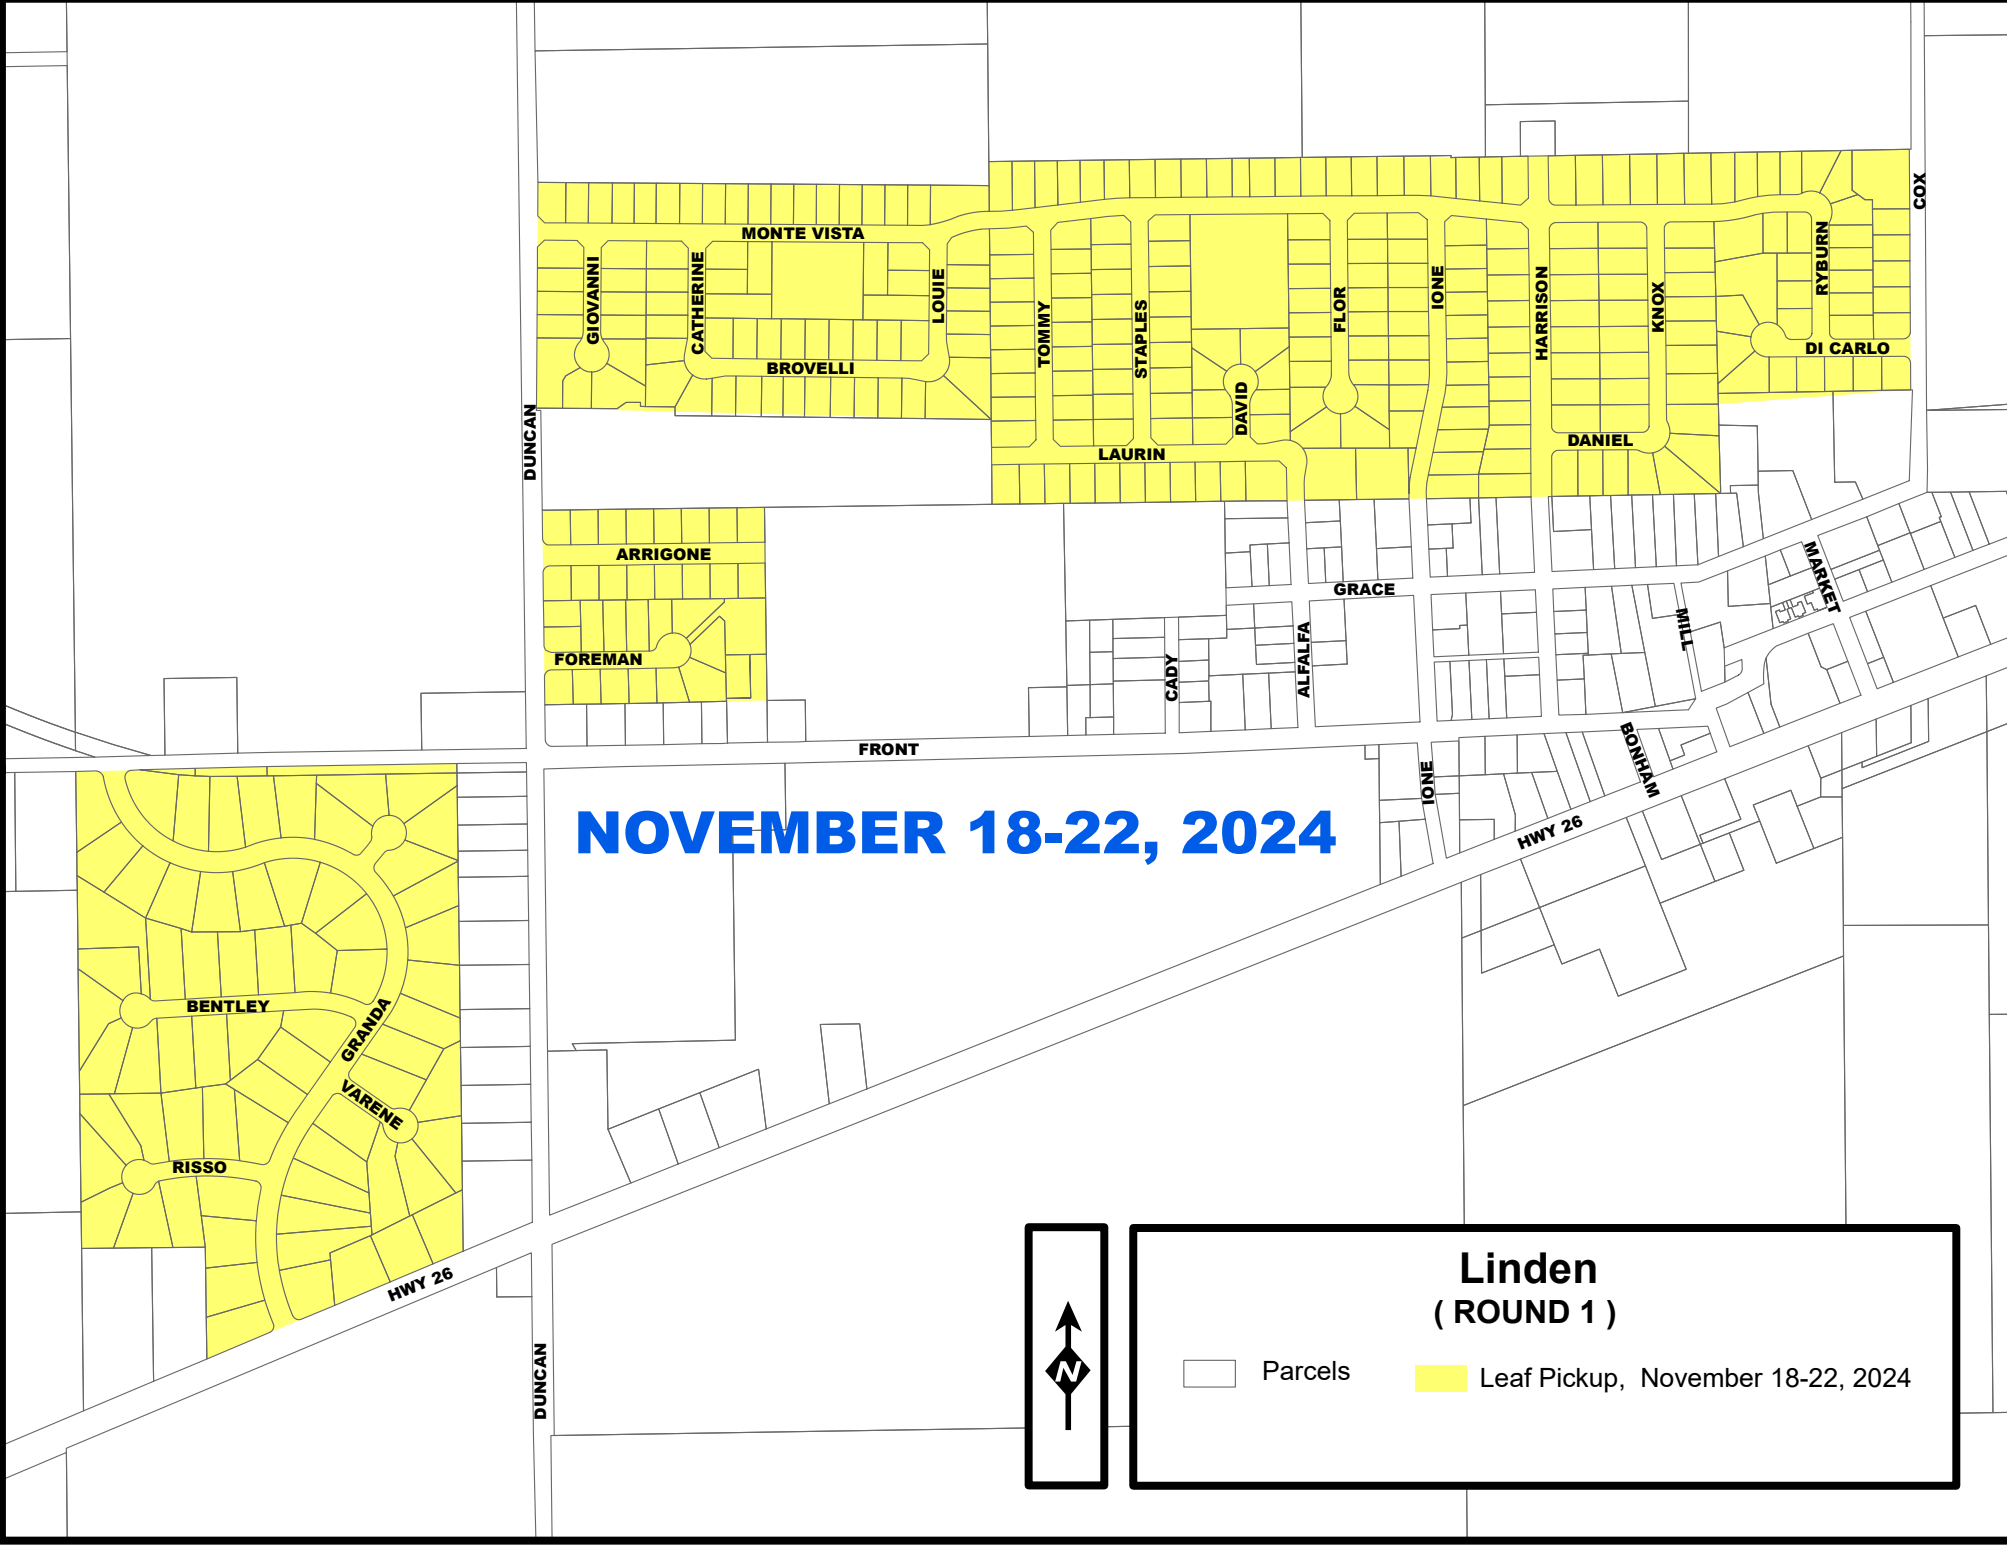 COX
MONTE VISTA
GIOVANNI
CATHERINE
LOUIE
TOMMY
STAPLES
FLOR
IONE
HARRISON
KNOX
RYBURN
DI CARLO
BROVELLI
DAVID
DUNCAN
LAURIN
DANIEL
ARRIGONE
MARKET
GRACE
MILL
FOREMAN
CADY
ALFALFA
FRONT
BONHAM
IONE
NOVEMBER 18-22, 2024
HWY 26
BENTLEY
GRANDA
VARENE
RISSO
HWY 26
DUNCAN
Linden
( ROUND 1 )
N
Parcels
Leaf Pickup, November 18-22, 2024